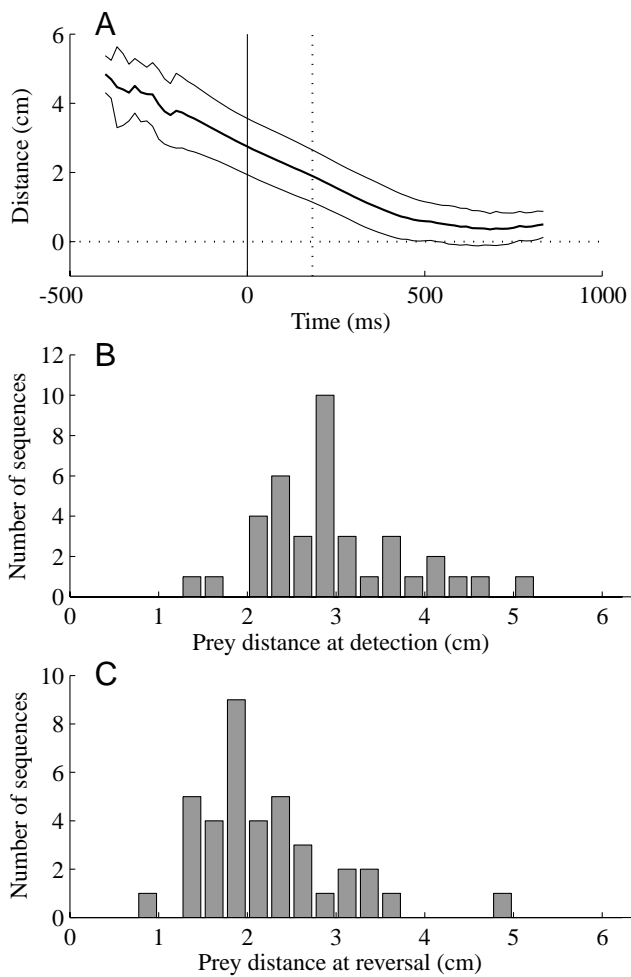 A
6
4
2
0
Distance (cm)
-500 0 500 1000
Time (ms)
B
12
10
8
6
4
2
0
Number of sequences
0 1 2 3 4 5 6
Prey distance at detection (cm)
C
10
8
6
4
2
0
Number of sequences
0 1 2 3 4 5 6
Prey distance at reversal (cm)